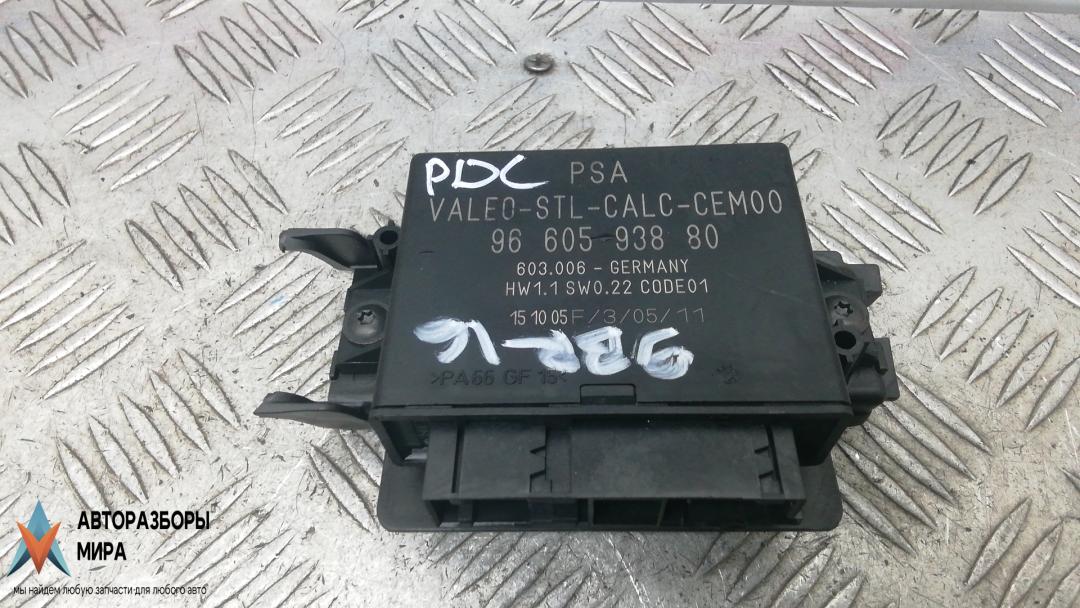 PDC PSA
VALEO-STL-CALC-CEM00
96 605 938 80
603.006 - GERMANY
HW1.1 SW0.22 CODE01
15 10 05 F/3/05/11
>PA66 GF 15<
АВТОРАЗБОРЫ
МИРА
мы найдем любую запчасти для любого авто